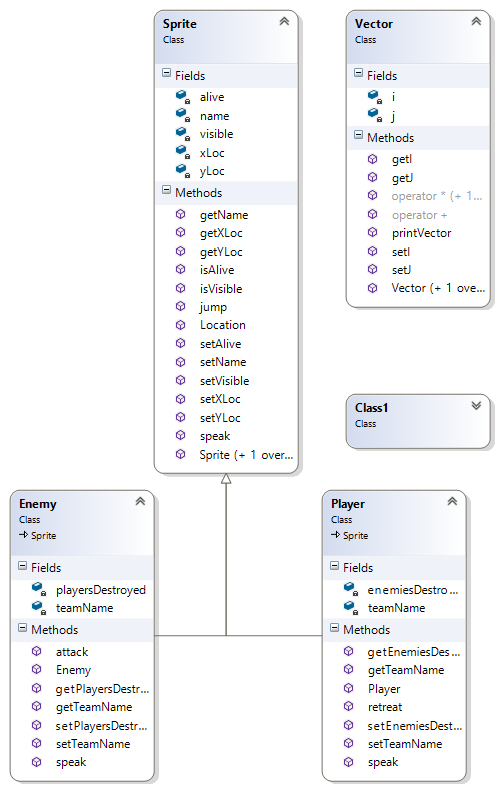 Sprite
Class
Fields
alive
name
visible
xLoc
yLoc
Methods
getName
getXLoc
getYLoc
isAlive
isVisible
jump
Location
setAlive
setName
setVisible
setXLoc
setYLoc
speak
Sprite (+ 1 over...
Vector
Class
Fields
i
j
Methods
getI
getJ
operator * (+ 1...
operator +
printVector
setI
setJ
Vector (+ 1 ove...
Class1
Class
Enemy
Class
Sprite
Fields
playersDestroyed
teamName
Methods
attack
Enemy
getPlayersDestr...
getTeamName
setPlayersDestr...
setTeamName
speak
Player
Class
Sprite
Fields
enemiesDestro...
teamName
Methods
getEnemiesDes...
getTeamName
Player
retreat
setEnemiesDest...
setTeamName
speak